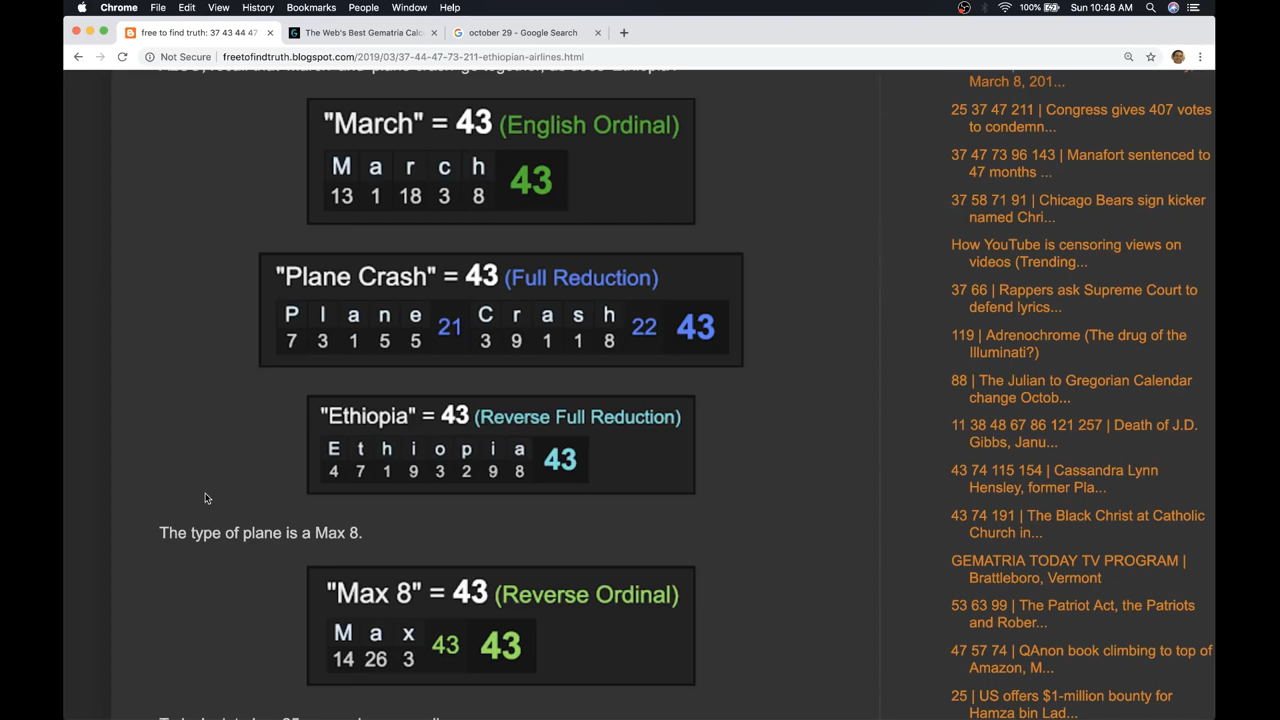 Chrome File Edit View History Bookmarks People Window Help 100% Sun 10:48 AM
free to find truth: 37 43 44 47 × The Web's Best Gematria Calc × october 29 - Google Search × +
Not Secure freetofindtruth.blogspot.com/2019/03/37-44-47-73-211-ethiopian-airlines.html
"March" = 43 (English Ordinal)
M a r c h 43
13 1 18 3 8
"Plane Crash" = 43 (Full Reduction)
P l a n e 21 C r a s h 22 43
7 3 1 5 5 3 9 1 1 8
"Ethiopia" = 43 (Reverse Full Reduction)
E t h i o p i a 43
4 7 1 9 3 2 9 8
The type of plane is a Max 8.
"Max 8" = 43 (Reverse Ordinal)
M a x 43 43
14 26 3
March 8, 201...
25 37 47 211 | Congress gives 407 votes
to condemn...
37 47 73 96 143 | Manafort sentenced to
47 months ...
37 58 71 91 | Chicago Bears sign kicker
named Chri...
How YouTube is censoring views on
videos (Trending...
37 66 | Rappers ask Supreme Court to
defend lyrics...
119 | Adrenochrome (The drug of the
Illuminati?)
88 | The Julian to Gregorian Calendar
change Octob...
11 38 48 67 86 121 257 | Death of J.D.
Gibbs, Janu...
43 74 115 154 | Cassandra Lynn
Hensley, former Pla...
43 74 191 | The Black Christ at Catholic
Church in...
GEMATRIA TODAY TV PROGRAM |
Brattleboro, Vermont
53 63 99 | The Patriot Act, the Patriots
and Rober...
47 57 74 | QAnon book climbing to top of
Amazon, M...
25 | US offers $1-million bounty for
Hamza bin Lad...